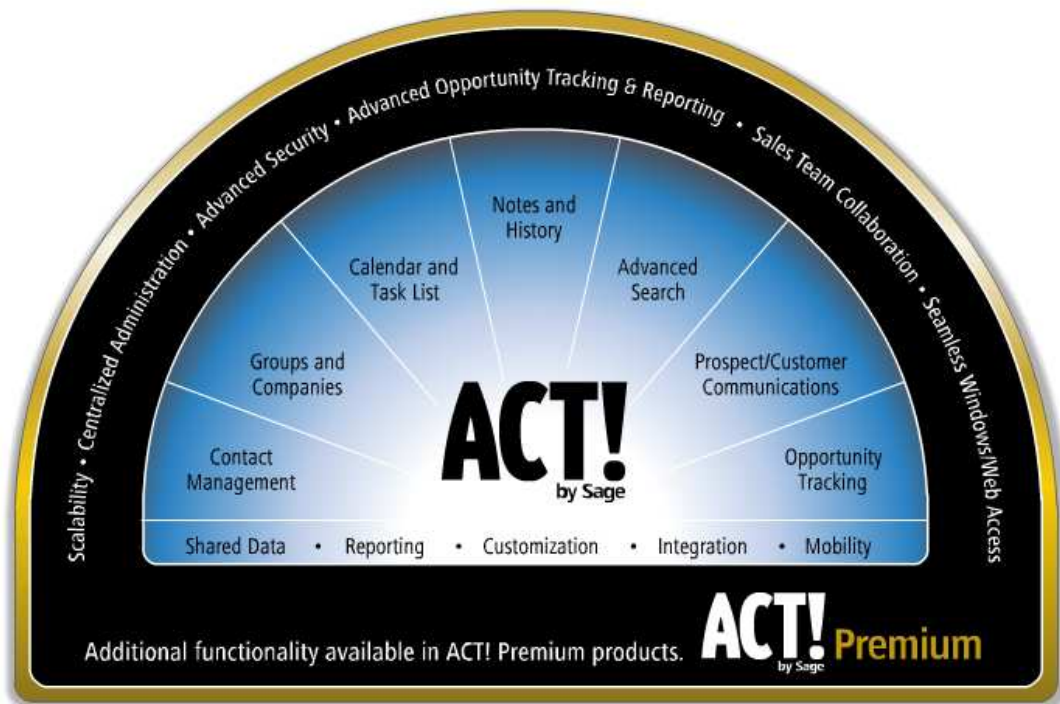 Scalability • Centralized Administration • Advanced Security • Advanced Opportunity Tracking & Reporting • Sales Team Collaboration • Seamless Windows/Web Access
Contact
Management
Groups and
Companies
Calendar and
Task List
Notes and
History
Advanced
Search
Prospect/Customer
Communications
Opportunity
Tracking
ACT!
by Sage
Shared Data • Reporting • Customization • Integration • Mobility
Additional functionality available in ACT! Premium products.
ACT! Premium
by Sage